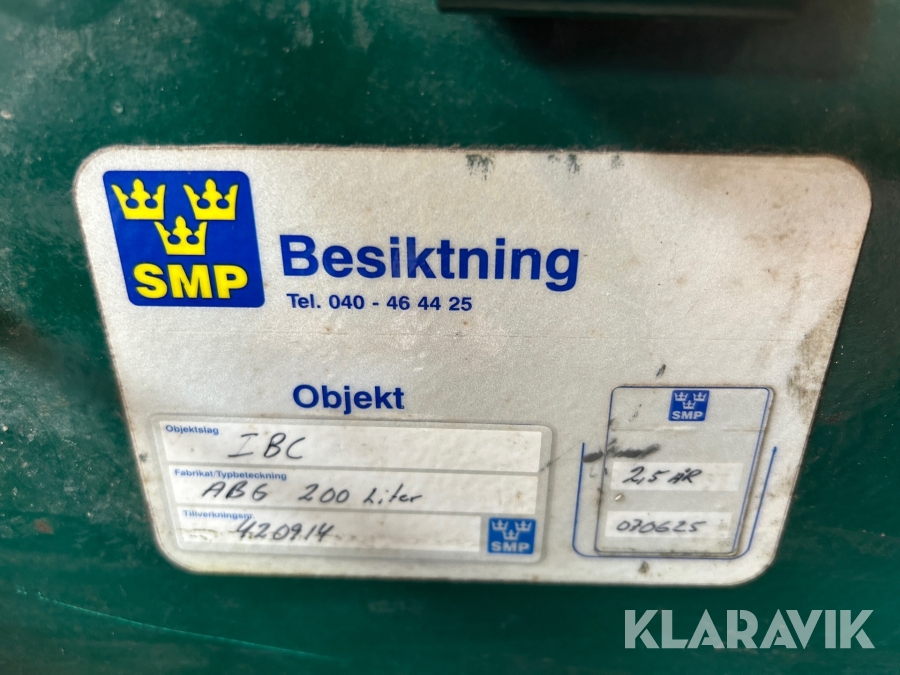 SMP
Besiktning
Tel. 040 - 46 44 25
Objekt
Objektslag
IBC
Fabrikat/Typbeteckning
ABG 200 Liter
Tillverkningsnr.
420914
SMP
SMP
2,5 ÅR
070625
KLARAVIK